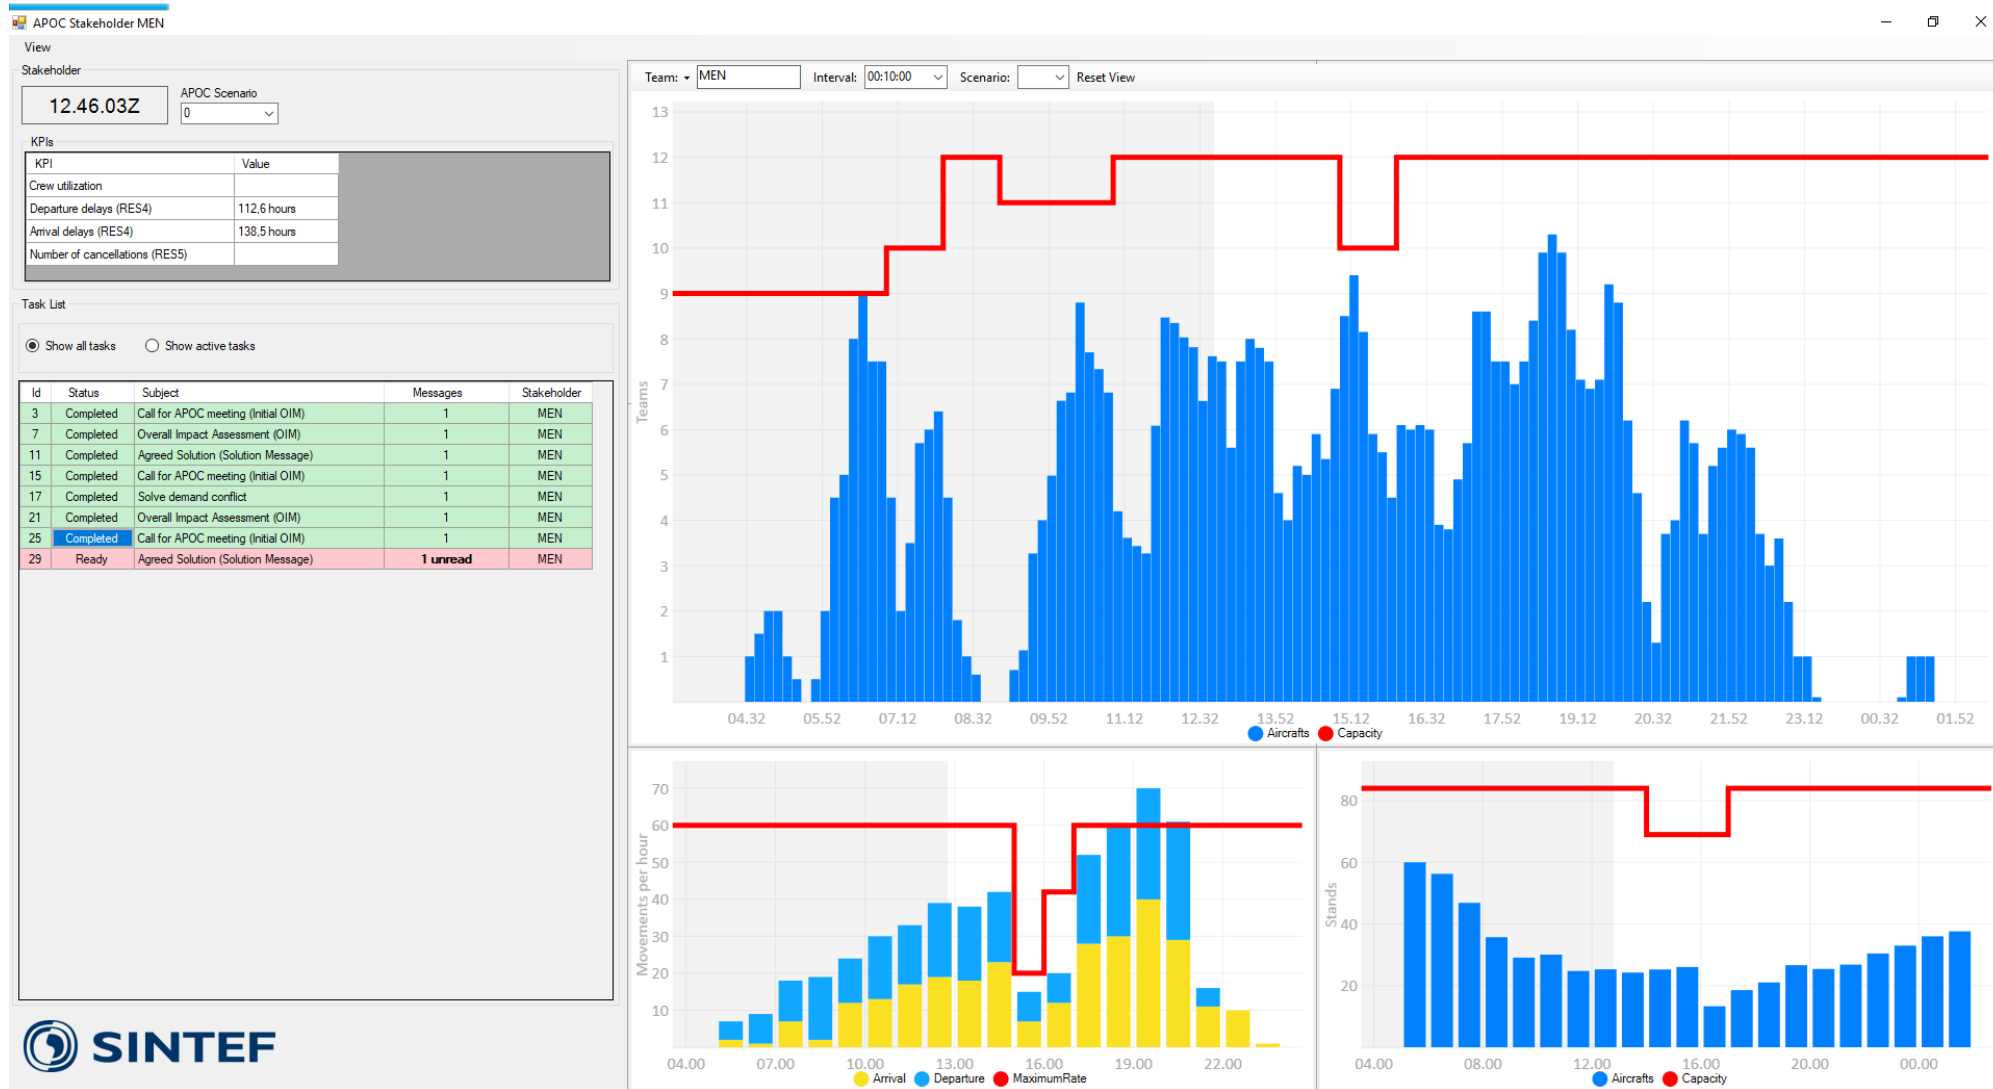 APOC Stakeholder MEN
View
Stakeholder
12.46.03Z
APOC Scenario
0
KPIs
KPI Value
Crew utilization
Departure delays (RES4) 112,6 hours
Arrival delays (RES4) 138,5 hours
Number of cancellations (RES5)
Task List
Show all tasks Show active tasks
Id Status Subject Messages Stakeholder
3 Completed Call for APOC meeting (Initial OIM) 1 MEN
7 Completed Overall Impact Assessment (OIM) 1 MEN
11 Completed Agreed Solution (Solution Message) 1 MEN
15 Completed Call for APOC meeting (Initial OIM) 1 MEN
17 Completed Solve demand conflict 1 MEN
21 Completed Overall Impact Assessment (OIM) 1 MEN
25 Completed Call for APOC meeting (Initial OIM) 1 MEN
29 Ready Agreed Solution (Solution Message) 1 unread MEN
SINTEF
Team: MEN Interval: 00:10:00 Scenario: Reset View
13
12
11
10
9
8
7
6
5
4
3
2
1
Teams
04.32 05.52 07.12 08.32 09.52 11.12 12.32 13.52 15.12 16.32 17.52 19.12 20.32 21.52 23.12 00.32 01.52
Aircrafts Capacity
70
60
50
40
30
20
10
Movements per hour
04.00 07.00 10.00 13.00 16.00 19.00 22.00
Arrival Departure MaximumRate
80
60
40
20
Stands
04.00 08.00 12.00 16.00 20.00 00.00
Aircrafts Capacity